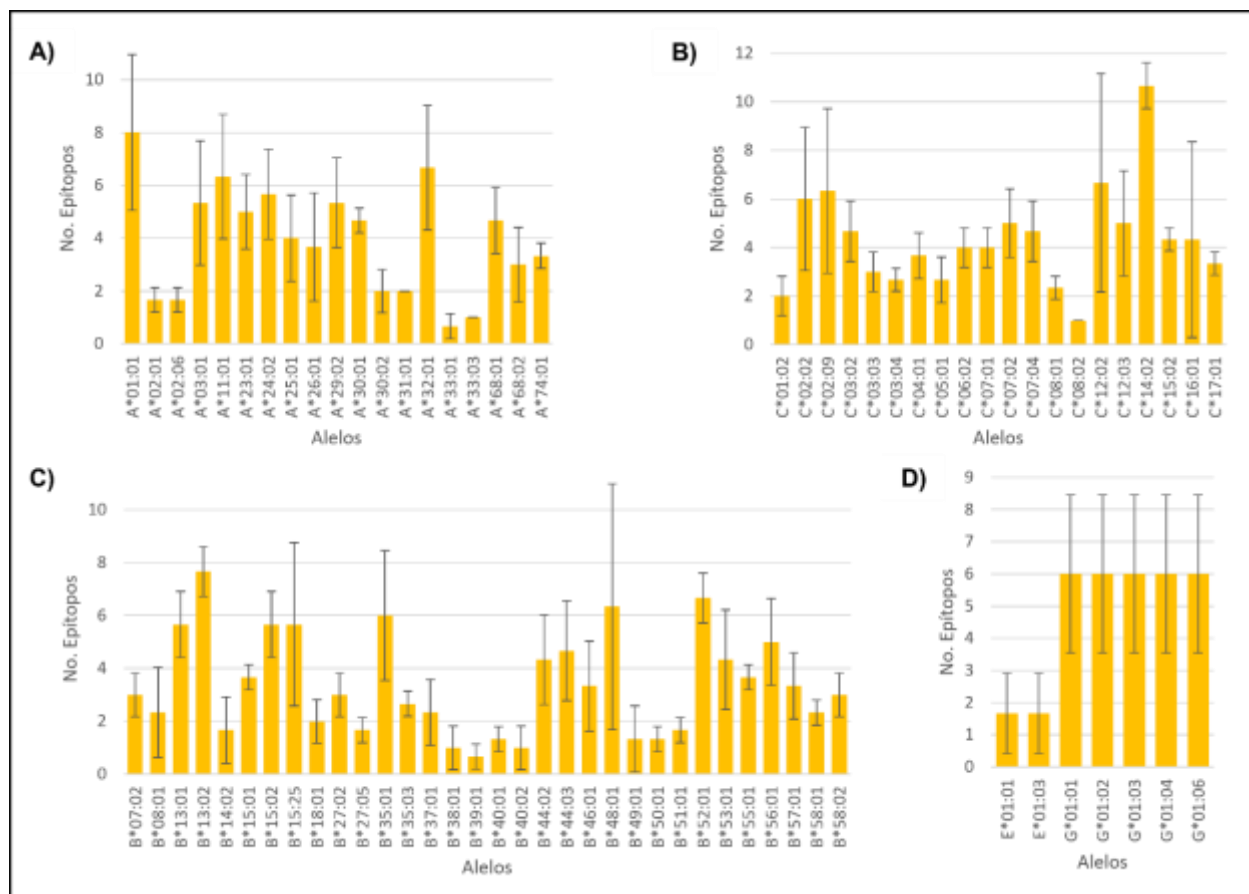 A)
10
8
6
4
2
0
No. Epítopos
A*01:01
A*02:01
A*02:06
A*03:01
A*11:01
A*23:01
A*24:02
A*25:01
A*26:01
A*29:02
A*30:01
A*30:02
A*31:01
A*32:01
A*33:01
A*33:03
A*68:01
A*68:02
A*74:01
Alelos
B)
12
10
8
6
4
2
0
No. Epítopos
C*01:02
C*02:02
C*02:09
C*03:02
C*03:03
C*03:04
C*04:01
C*05:01
C*06:02
C*07:01
C*07:02
C*07:04
C*08:01
C*08:02
C*12:02
C*12:03
C*14:02
C*15:02
C*16:01
C*17:01
Alelos
C)
10
8
6
4
2
0
No. Epítopos
B*07:02
B*08:01
B*13:01
B*13:02
B*14:02
B*15:01
B*15:02
B*15:25
B*18:01
B*27:02
B*27:05
B*35:01
B*35:03
B*37:01
B*38:01
B*39:01
B*40:01
B*40:02
B*44:02
B*44:03
B*46:01
B*48:01
B*49:01
B*50:01
B*51:01
B*52:01
B*53:01
B*55:01
B*56:01
B*57:01
B*58:01
B*58:02
Alelos
D)
9
8
7
6
5
4
3
2
1
0
No. Epítopos
E*01:01
E*01:03
G*01:01
G*01:02
G*01:03
G*01:04
G*01:06
Alelos